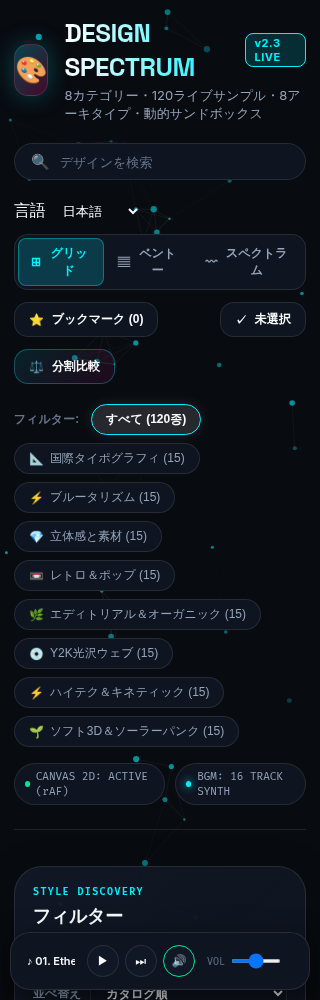 DESIGN
SPECTRUM
v2.3
LIVE
8カテゴリー・120ライブサンプル・8ア
ーキタイプ・動的サンドボックス
デザインを検索
言語 日本語
グリッ
ド
ベント
ー
スペクトラ
ム
ブックマーク (0)
✓ 未選択
分割比較
フィルター:
すべて (120종)
国際タイポグラフィ (15)
ブルータリズム (15)
立体感と素材 (15)
レトロ＆ポップ (15)
エディトリアル＆オーガニック (15)
Y2K光沢ウェブ (15)
ハイテク＆キネティック (15)
ソフト3D＆ソーラーパンク (15)
CANVAS 2D: ACTIVE
(rAF)
BGM: 16 TRACK
SYNTH
STYLE DISCOVERY
フィルター
♪ 01. Ethe
VOL
並べ替え カタログ順